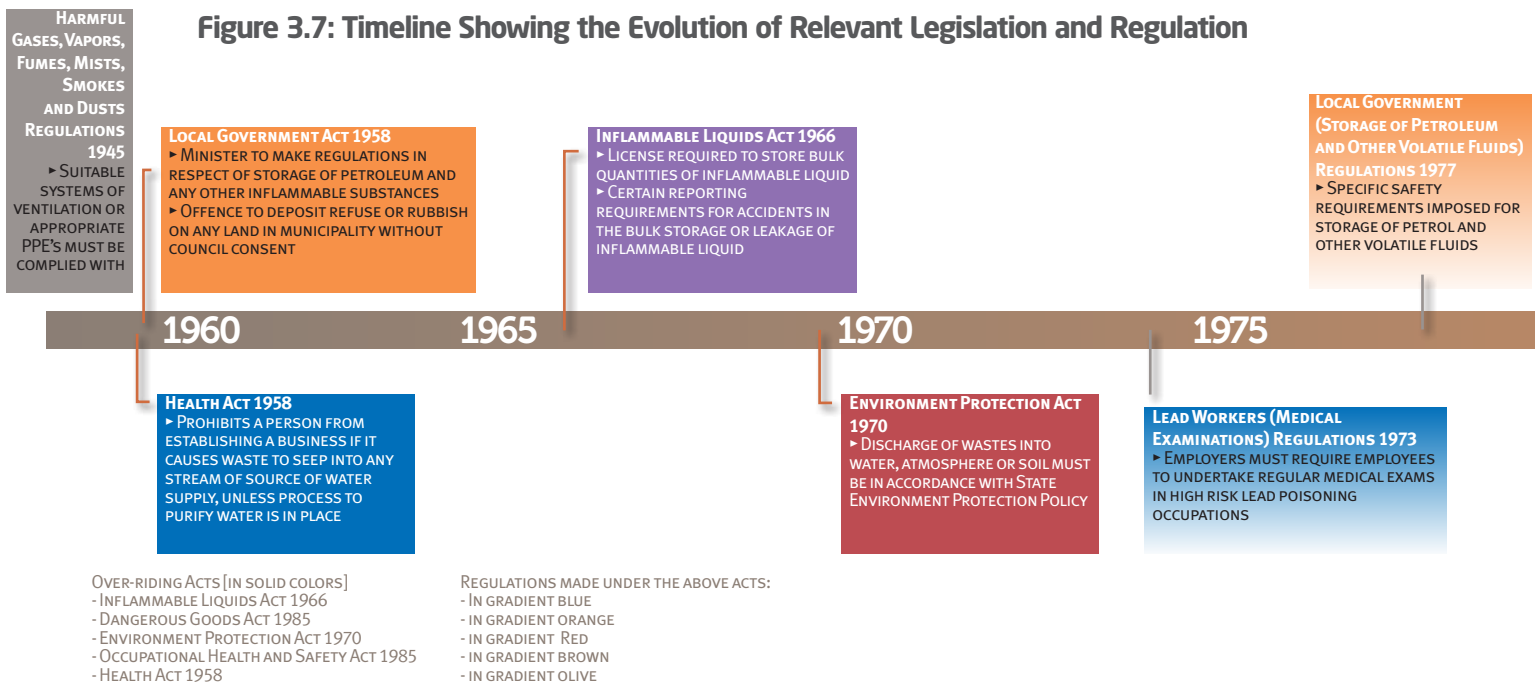 Figure 3.7: Timeline Showing the Evolution of Relevant Legislation and Regulation
HARMFUL
GASES, VAPORS,
FUMES, MISTS,
SMOKES
AND DUSTS
REGULATIONS
1945
► SUITABLE
SYSTEMS OF
VENTILATION OR
APPROPRIATE
PPE'S MUST BE
COMPLIED WITH
LOCAL GOVERNMENT ACT 1958
► MINISTER TO MAKE REGULATIONS IN
RESPECT OF STORAGE OF PETROLEUM AND
ANY OTHER INFLAMMABLE SUBSTANCES
► OFFENCE TO DEPOSIT REFUSE OR RUBBISH
ON ANY LAND IN MUNICIPALITY WITHOUT
COUNCIL CONSENT
INFLAMMABLE LIQUIDS ACT 1966
► LICENSE REQUIRED TO STORE BULK
QUANTITIES OF INFLAMMABLE LIQUID
► CERTAIN REPORTING
REQUIREMENTS FOR ACCIDENTS IN
THE BULK STORAGE OR LEAKAGE OF
INFLAMMABLE LIQUID
LOCAL GOVERNMENT
(STORAGE OF PETROLEUM
AND OTHER VOLATILE FLUIDS)
REGULATIONS 1977
► SPECIFIC SAFETY
REQUIREMENTS IMPOSED FOR
STORAGE OF PETROL AND
OTHER VOLATILE FLUIDS
1960 1965 1970 1975
HEALTH ACT 1958
► PROHIBITS A PERSON FROM
ESTABLISHING A BUSINESS IF IT
CAUSES WASTE TO SEEP INTO ANY
STREAM OF SOURCE OF WATER
SUPPLY, UNLESS PROCESS TO
PURIFY WATER IS IN PLACE
ENVIRONMENT PROTECTION ACT
1970
► DISCHARGE OF WASTES INTO
WATER, ATMOSPHERE OR SOIL MUST
BE IN ACCORDANCE WITH STATE
ENVIRONMENT PROTECTION POLICY
LEAD WORKERS (MEDICAL
EXAMINATIONS) REGULATIONS 1973
► EMPLOYERS MUST REQUIRE EMPLOYEES
TO UNDERTAKE REGULAR MEDICAL EXAMS
IN HIGH RISK LEAD POISONING
OCCUPATIONS
OVER-RIDING ACTS [IN SOLID COLORS]
- INFLAMMABLE LIQUIDS ACT 1966
- DANGEROUS GOODS ACT 1985
- ENVIRONMENT PROTECTION ACT 1970
- OCCUPATIONAL HEALTH AND SAFETY ACT 1985
- HEALTH ACT 1958
REGULATIONS MADE UNDER THE ABOVE ACTS:
- IN GRADIENT BLUE
- IN GRADIENT ORANGE
- IN GRADIENT RED
- IN GRADIENT BROWN
- IN GRADIENT OLIVE